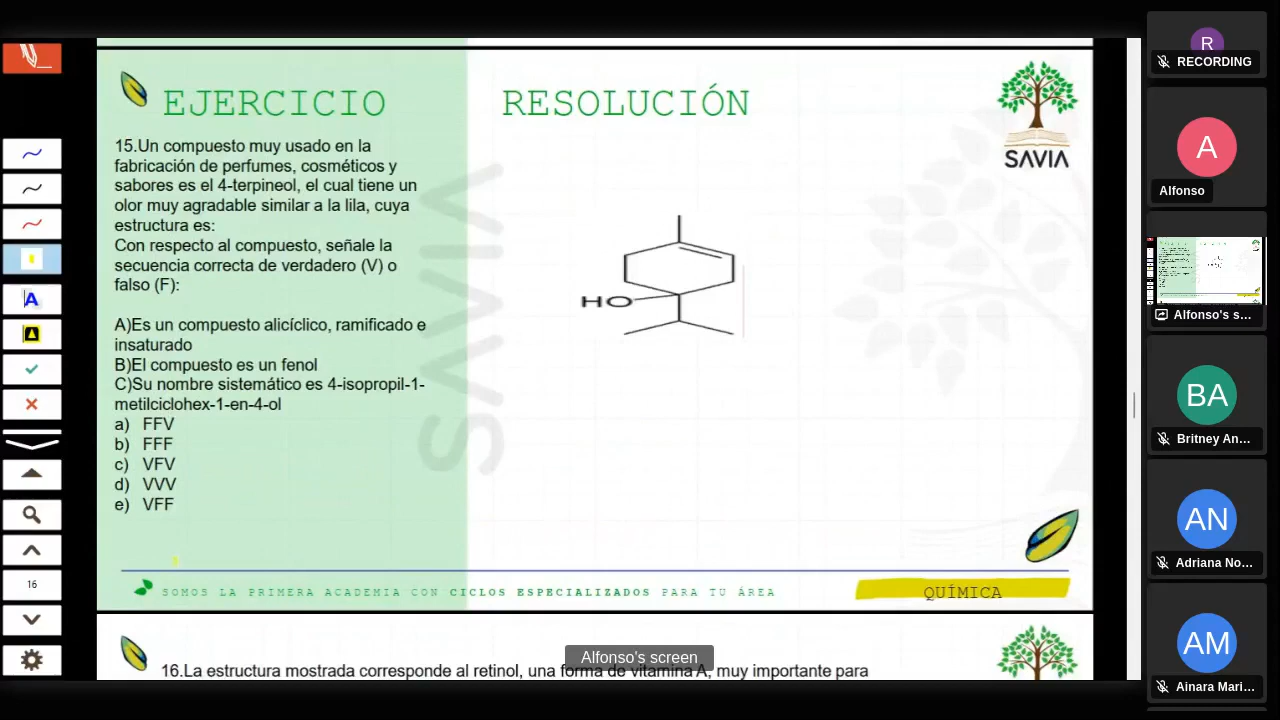 EJERCICIO
RESOLUCIÓN
SAVIA
15.Un compuesto muy usado en la
fabricación de perfumes, cosméticos y
sabores es el 4-terpineol, el cual tiene un
olor muy agradable similar a la lila, cuya
estructura es:
Con respecto al compuesto, señale la
secuencia correcta de verdadero (V) o
falso (F):
A)Es un compuesto alicíclico, ramificado e
insaturado
B)El compuesto es un fenol
C)Su nombre sistemático es 4-isopropil-1-
metilciclohex-1-en-4-ol
a) FFV
b) FFF
c) VFV
d) VVV
e) VFF
HO
SAVIA
SOMOS LA PRIMERA ACADEMIA CON CICLOS ESPECIALIZADOS PARA TU ÁREA
QUÍMICA
16.La estructura mostrada corresponde al retinol, una forma de vitamina A, muy importante para
Alfonso's screen
A
16
R
RECORDING
A
Alfonso
Alfonso's s...
BA
Britney An...
AN
Adriana No...
AM
Ainara Mari...